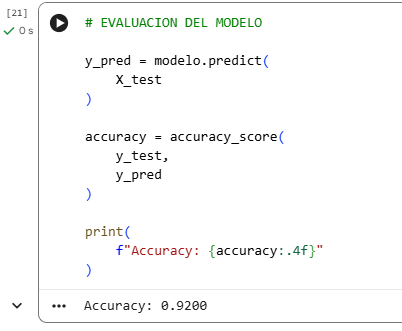 [21]
0 s
# EVALUACION DEL MODELO
y_pred = modelo.predict(
    X_test
)
accuracy = accuracy_score(
    y_test,
    y_pred
)
print(
    f"Accuracy: {accuracy:.4f}"
)
Accuracy: 0.9200